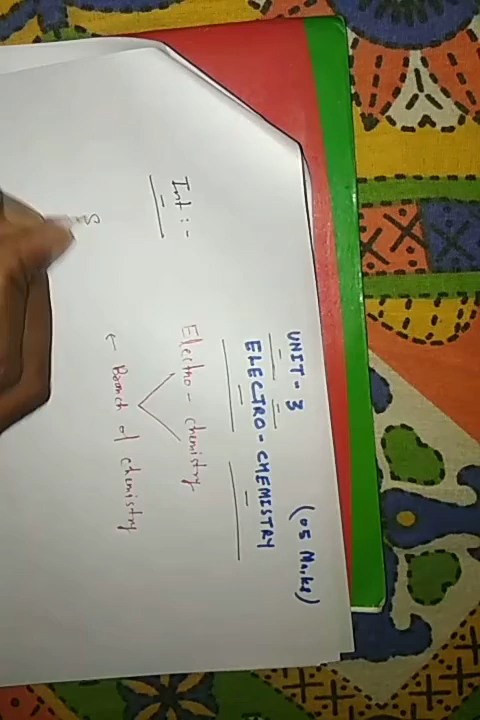 UNIT - 3 (05 Marks)
ELECTRO - CHEMISTRY
Int :-
Electro - chemistry
← Branch of chemistry